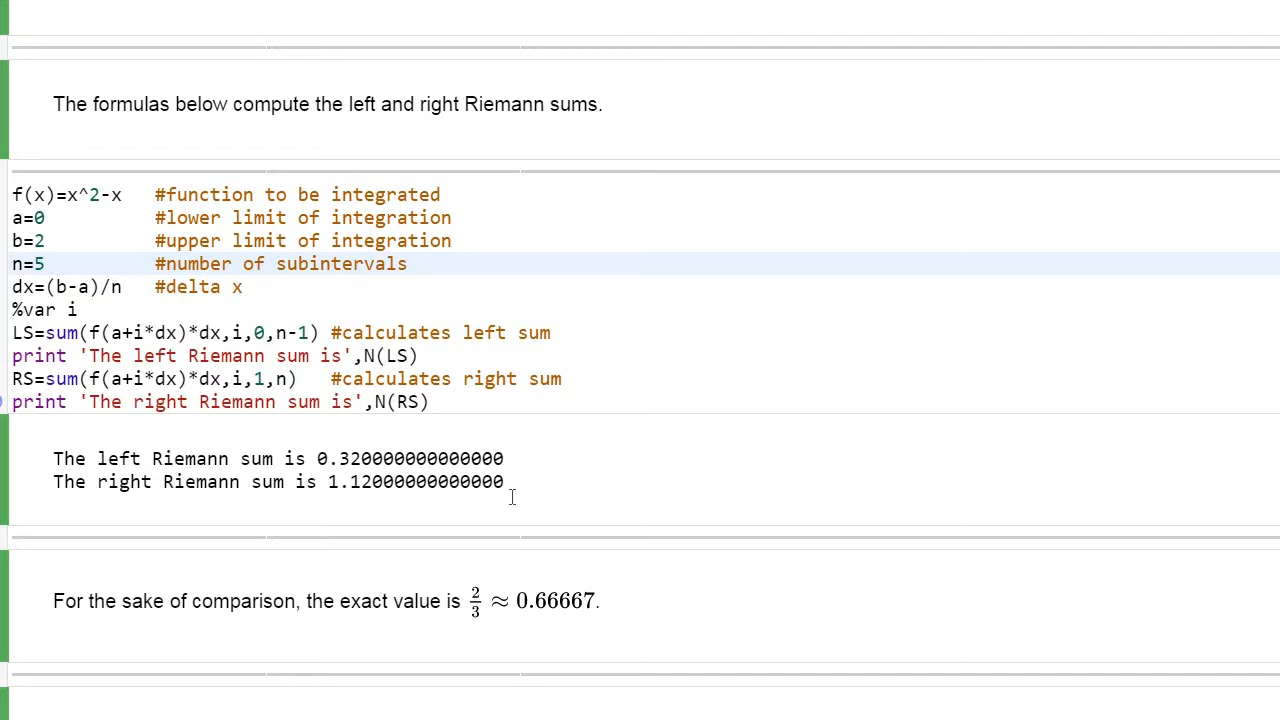 The formulas below compute the left and right Riemann sums.
f(x)=x^2-x   #function to be integrated
a=0          #lower limit of integration
b=2          #upper limit of integration
n=5          #number of subintervals
dx=(b-a)/n   #delta x
%var i
LS=sum(f(a+i*dx)*dx,i,0,n-1) #calculates left sum
print 'The left Riemann sum is',N(LS)
RS=sum(f(a+i*dx)*dx,i,1,n)   #calculates right sum
print 'The right Riemann sum is',N(RS)
The left Riemann sum is 0.320000000000000
The right Riemann sum is 1.12000000000000
For the sake of comparison, the exact value is 2/3 ≈ 0.66667.